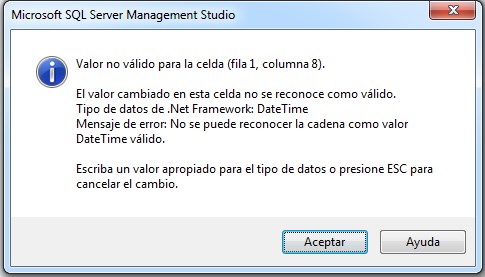 Microsoft SQL Server Management Studio
Valor no válido para la celda (fila 1, columna 8).
El valor cambiado en esta celda no se reconoce como válido.
Tipo de datos de .Net Framework: DateTime
Mensaje de error: No se puede reconocer la cadena como valor
DateTime válido.
Escriba un valor apropiado para el tipo de datos o presione ESC para
cancelar el cambio.
Aceptar
Ayuda